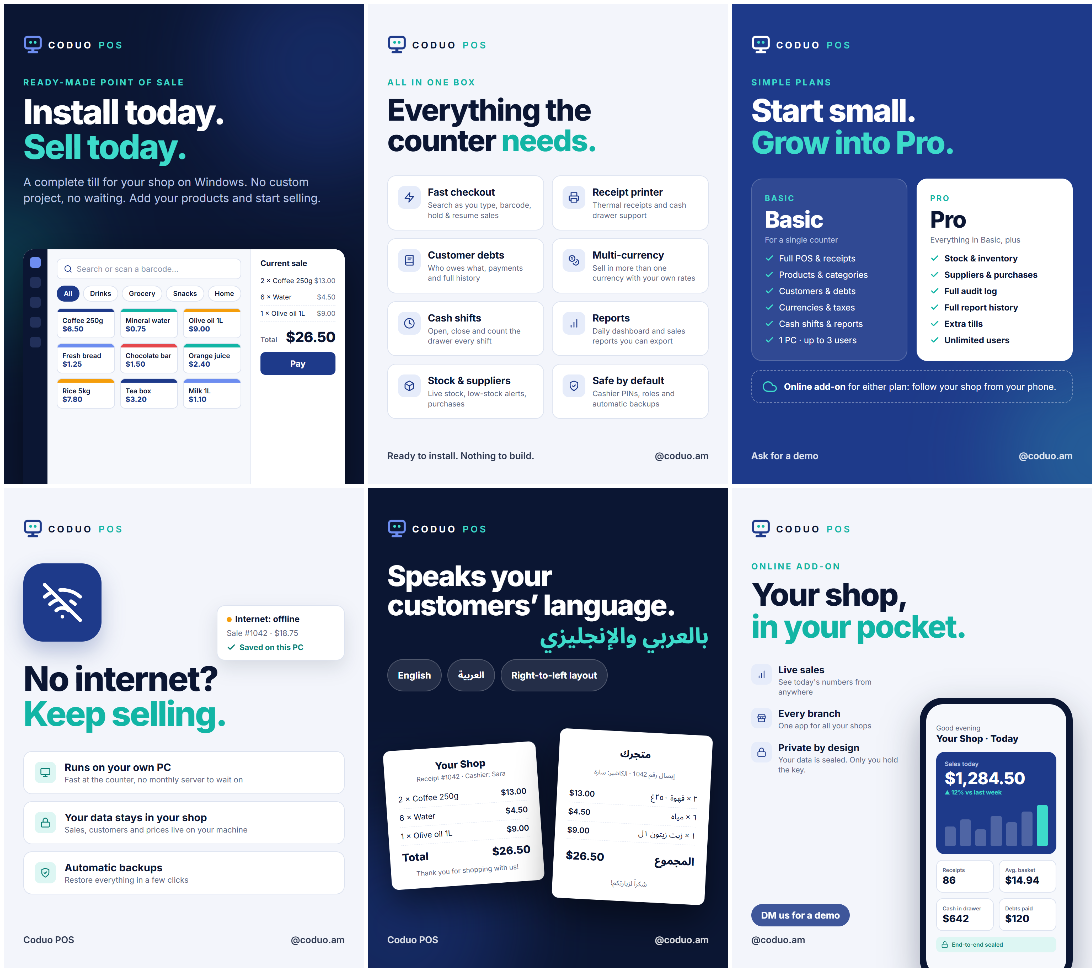 CODUO POS
READY-MADE POINT OF SALE
Install today.
Sell today.
A complete till for your shop on Windows. No custom
project, no waiting. Add your products and start selling.
Search or scan a barcode...
All Drinks Grocery Snacks Home
Coffee 250g Mineral water Olive oil 1L
$6.50 $0.75 $9.00
Fresh bread Chocolate bar Orange juice
$1.25 $1.50 $2.40
Rice 5kg Tea box Milk 1L
$7.80 $3.20 $1.10
Current sale
2 × Coffee 250g $13.00
6 × Water $4.50
1 × Olive oil 1L $9.00
Total $26.50
Pay
CODUO POS
ALL IN ONE BOX
Everything the
counter needs.
Fast checkout
Search as you type, barcode,
hold & resume sales
Receipt printer
Thermal receipts and cash
drawer support
Customer debts
Who owes what, payments
and full history
Multi-currency
Sell in more than one
currency with your own rates
Cash shifts
Open, close and count the
drawer every shift
Reports
Daily dashboard and sales
reports you can export
Stock & suppliers
Live stock, low-stock alerts,
purchases
Safe by default
Cashier PINs, roles and
automatic backups
Ready to install. Nothing to build.
@coduo.am
CODUO POS
SIMPLE PLANS
Start small.
Grow into Pro.
BASIC
Basic
For a single counter
Full POS & receipts
Products & categories
Customers & debts
Currencies & taxes
Cash shifts & reports
1 PC · up to 3 users
PRO
Pro
Everything in Basic, plus
Stock & inventory
Suppliers & purchases
Full audit log
Full report history
Extra tills
Unlimited users
Online add-on for either plan: follow your shop from your phone.
Ask for a demo
@coduo.am
CODUO POS
Internet: offline
Sale #1042 · $18.75
Saved on this PC
No internet?
Keep selling.
Runs on your own PC
Fast at the counter, no monthly server to wait on
Your data stays in your shop
Sales, customers and prices live on your machine
Automatic backups
Restore everything in a few clicks
Coduo POS
@coduo.am
CODUO POS
Speaks your
customers’ language.
بالعربي والإنجليزي
English العربية Right-to-left layout
Your Shop
Receipt #1042 · Cashier: Sara
2 × Coffee 250g $13.00
6 × Water $4.50
1 × Olive oil 1L $9.00
Total $26.50
Thank you for shopping with us!
متجرك
إيصال رقم 1042 · الكاشير: سارة
٢ × قهوة ٢٥٠غ $13.00
٦ × مياه $4.50
١ × زيت زيتون ١ل $9.00
المجموع $26.50
شكراً لزيارتكم!
Coduo POS
@coduo.am
CODUO POS
ONLINE ADD-ON
Your shop,
in your pocket.
Live sales
See today's numbers from
anywhere
Every branch
One app for all your shops
Private by design
Your data is sealed. Only you hold
the key.
Good evening
Your Shop · Today
Sales today
$1,284.50
▲ 12% vs last week
Receipts Avg. basket
86 $14.94
Cash in drawer Debts paid
$642 $120
End-to-end sealed
DM us for a demo
@coduo.am